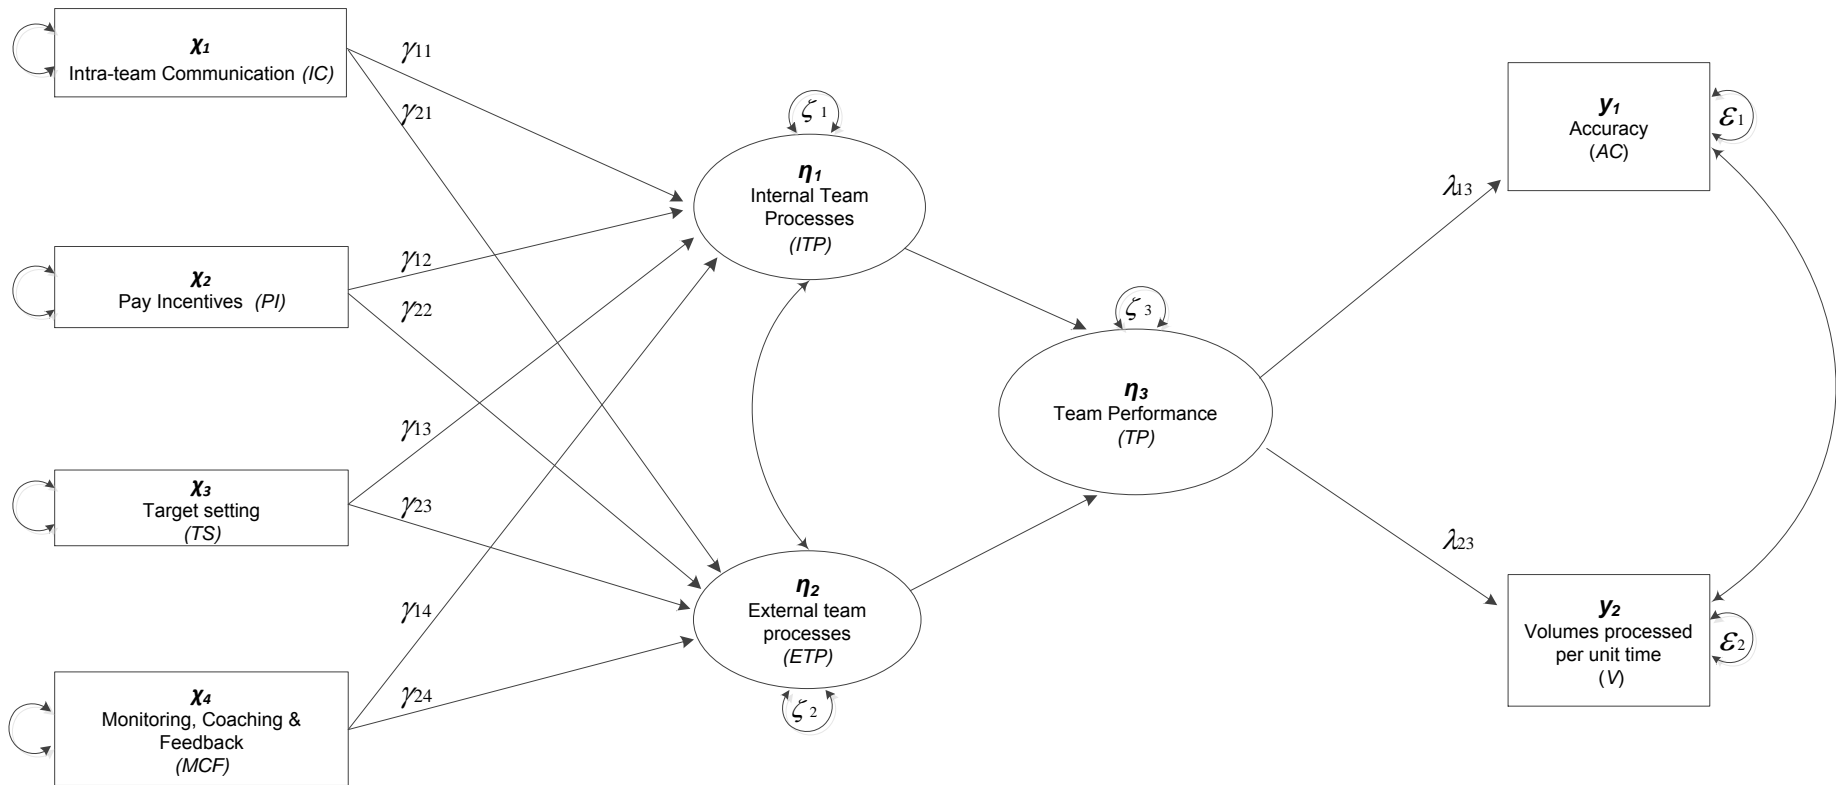 χ1
Intra-team Communication (IC)
γ11
γ21
χ2
Pay Incentives (PI)
γ12
γ22
χ3
Target setting
(TS)
γ13
γ23
χ4
Monitoring, Coaching &
Feedback
(MCF)
γ14
γ24
ζ1
η1
Internal Team
Processes
(ITP)
η2
External team
processes
(ETP)
ζ2
ζ3
η3
Team Performance
(TP)
λ13
λ23
y1
Accuracy
(AC)
ε1
y2
Volumes processed
per unit time
(V)
ε2